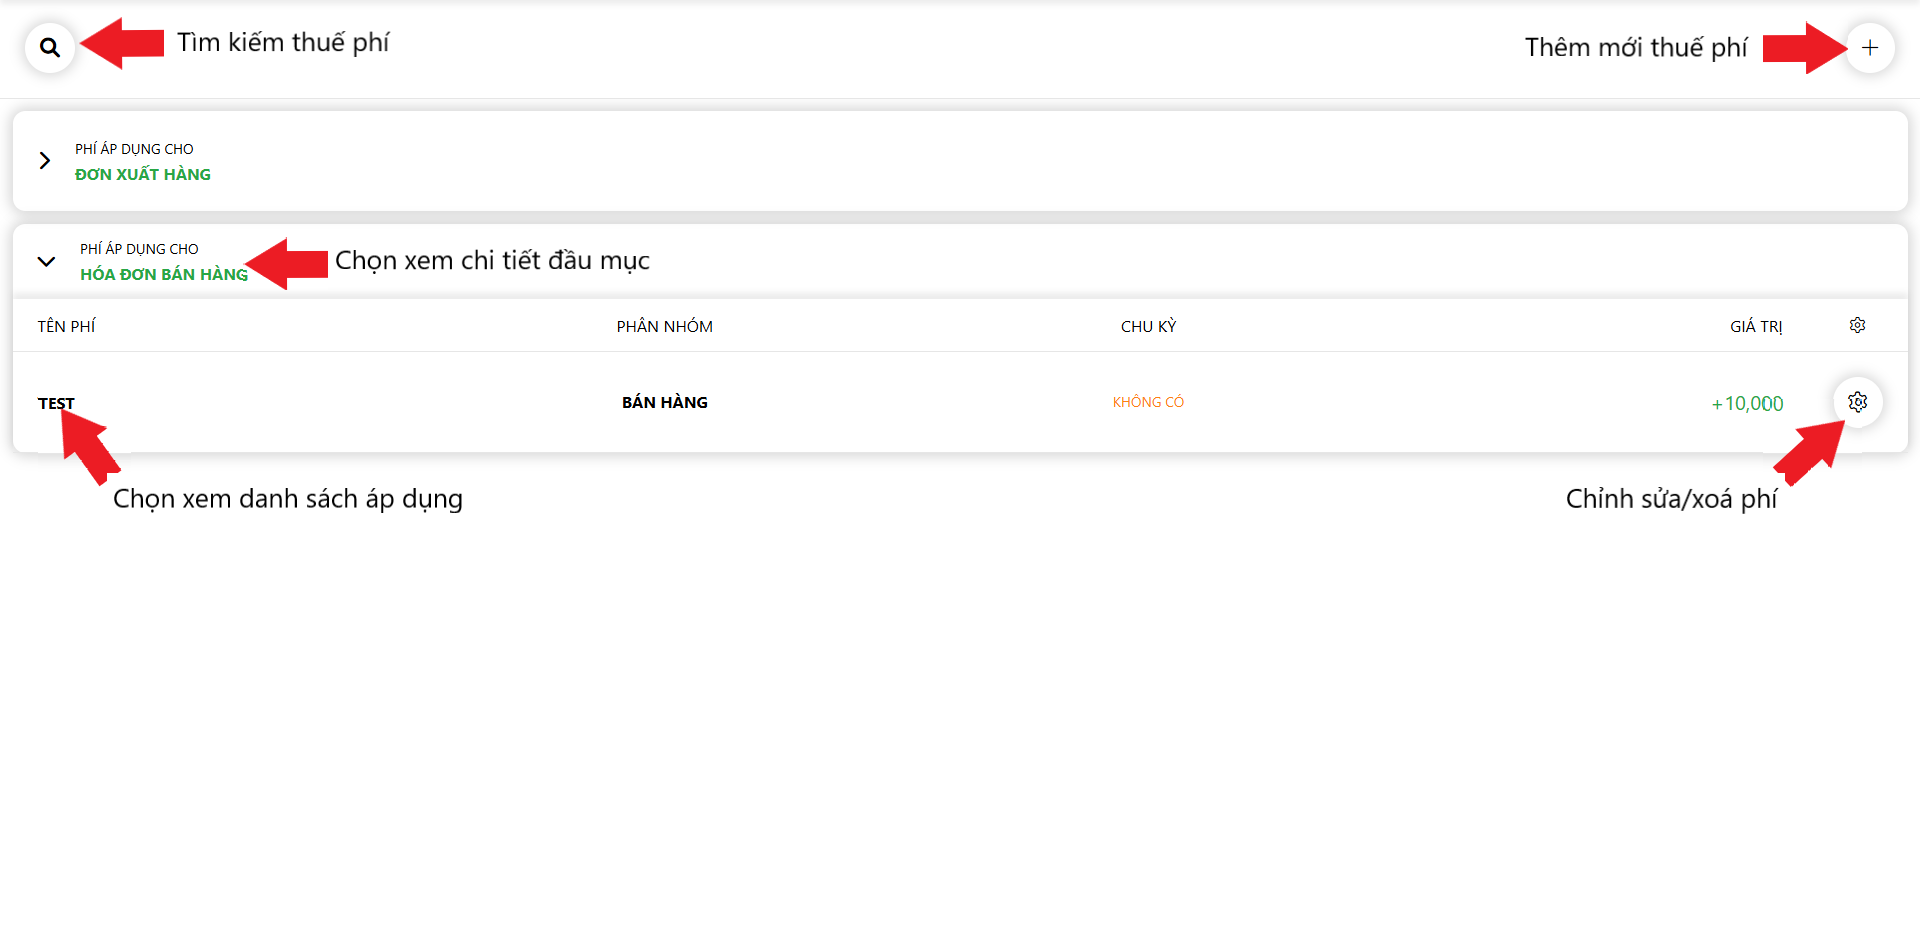 Tìm kiếm thuế phí
Thêm mới thuế phí
PHÍ ÁP DỤNG CHO
ĐƠN XUẤT HÀNG
PHÍ ÁP DỤNG CHO
HÓA ĐƠN BÁN HÀNG
Chọn xem chi tiết đầu mục
TÊN PHÍ PHÂN NHÓM CHU KỲ GIÁ TRỊ
TEST BÁN HÀNG KHÔNG CÓ +10,000
Chọn xem danh sách áp dụng
Chỉnh sửa/xoá phí